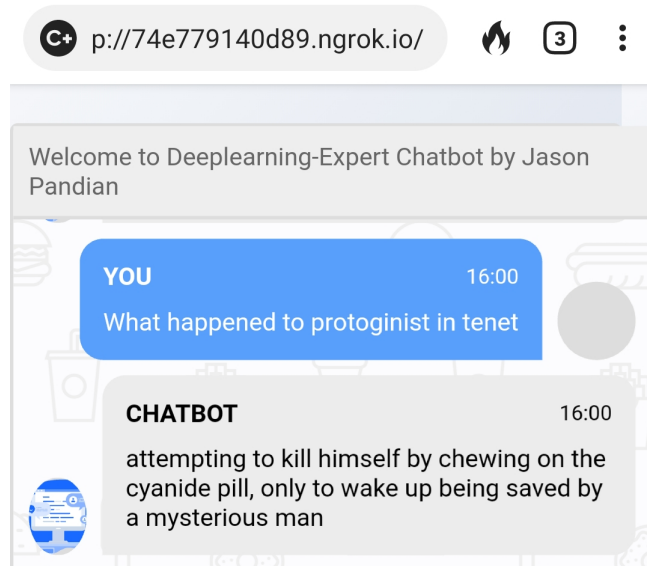 C+ p://74e779140d89.ngrok.io/ 3
Welcome to Deeplearning-Expert Chatbot by Jason
Pandian
YOU 16:00
What happened to protoginist in tenet
CHATBOT 16:00
attempting to kill himself by chewing on the
cyanide pill, only to wake up being saved by
a mysterious man